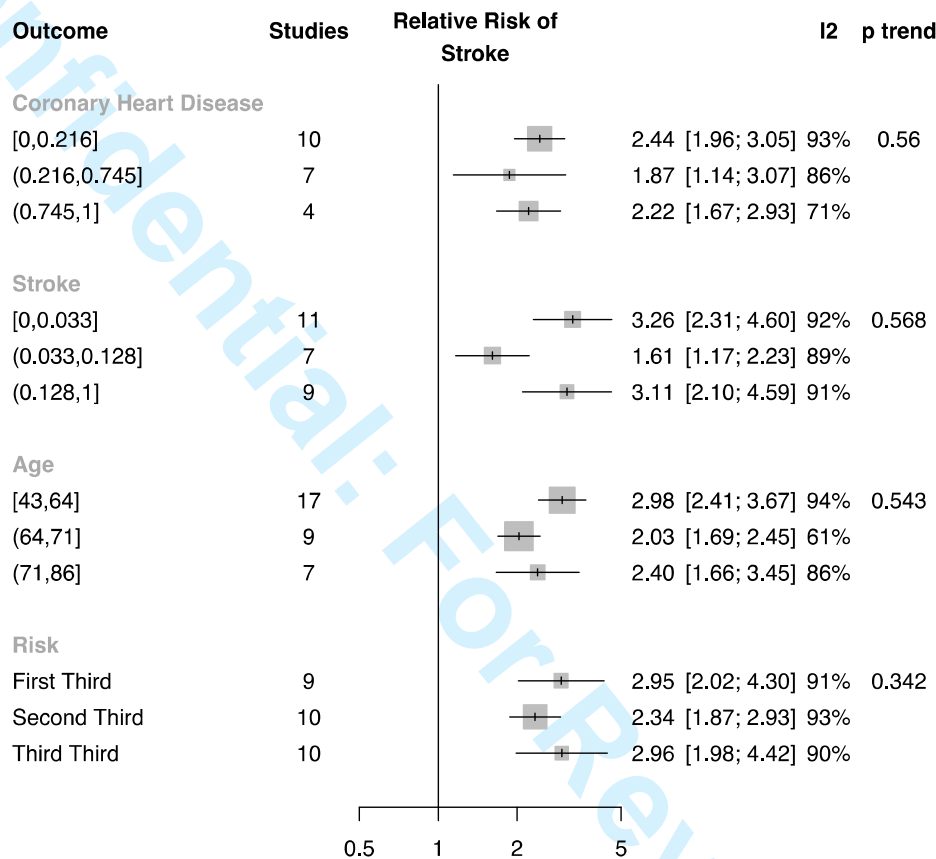 Outcome Studies Relative Risk of Stroke I2 p trend
Coronary Heart Disease
[0,0.216] 10 2.44 [1.96; 3.05] 93% 0.56
(0.216,0.745] 7 1.87 [1.14; 3.07] 86%
(0.745,1] 4 2.22 [1.67; 2.93] 71%
Stroke
[0,0.033] 11 3.26 [2.31; 4.60] 92% 0.568
(0.033,0.128] 7 1.61 [1.17; 2.23] 89%
(0.128,1] 9 3.11 [2.10; 4.59] 91%
Age
[43,64] 17 2.98 [2.41; 3.67] 94% 0.543
(64,71] 9 2.03 [1.69; 2.45] 61%
(71,86] 7 2.40 [1.66; 3.45] 86%
Risk
First Third 9 2.95 [2.02; 4.30] 91% 0.342
Second Third 10 2.34 [1.87; 2.93] 93%
Third Third 10 2.96 [1.98; 4.42] 90%
0.5 1 2 5
nfidential: For Rev